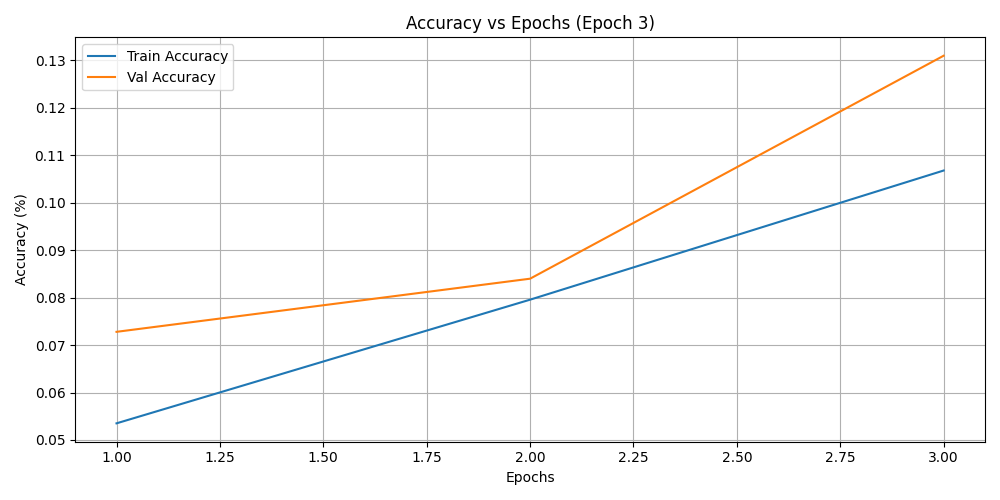 Accuracy vs Epochs (Epoch 3)
Train Accuracy
Val Accuracy
Accuracy (%)
0.13
0.12
0.11
0.10
0.09
0.08
0.07
0.06
0.05
1.00 1.25 1.50 1.75 2.00 2.25 2.50 2.75 3.00
Epochs